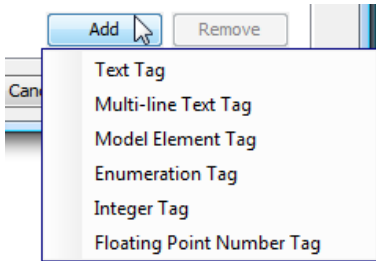 Add Remove
Text Tag
Can
Multi-line Text Tag
Model Element Tag
Enumeration Tag
Integer Tag
Floating Point Number Tag